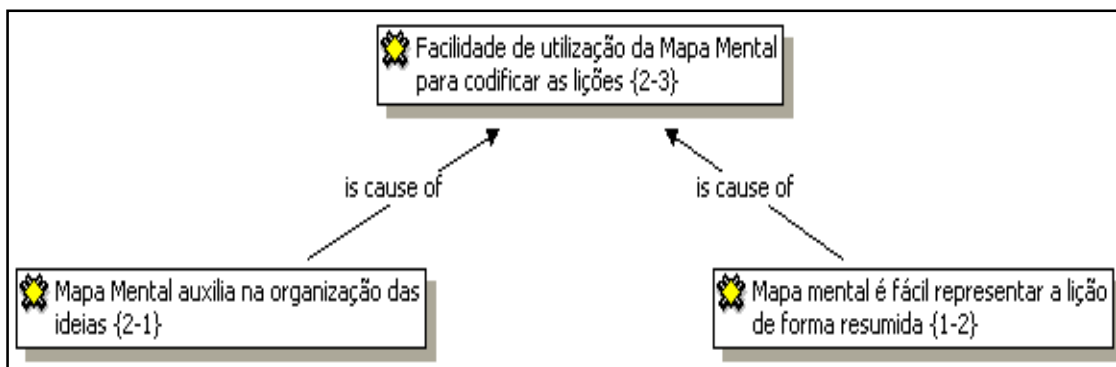 Facilidade de utilização da Mapa Mental
para codificar as lições {2-3}
is cause of
is cause of
Mapa Mental auxilia na organização das
ideias {2-1}
Mapa mental é fácil representar a lição
de forma resumida {1-2}